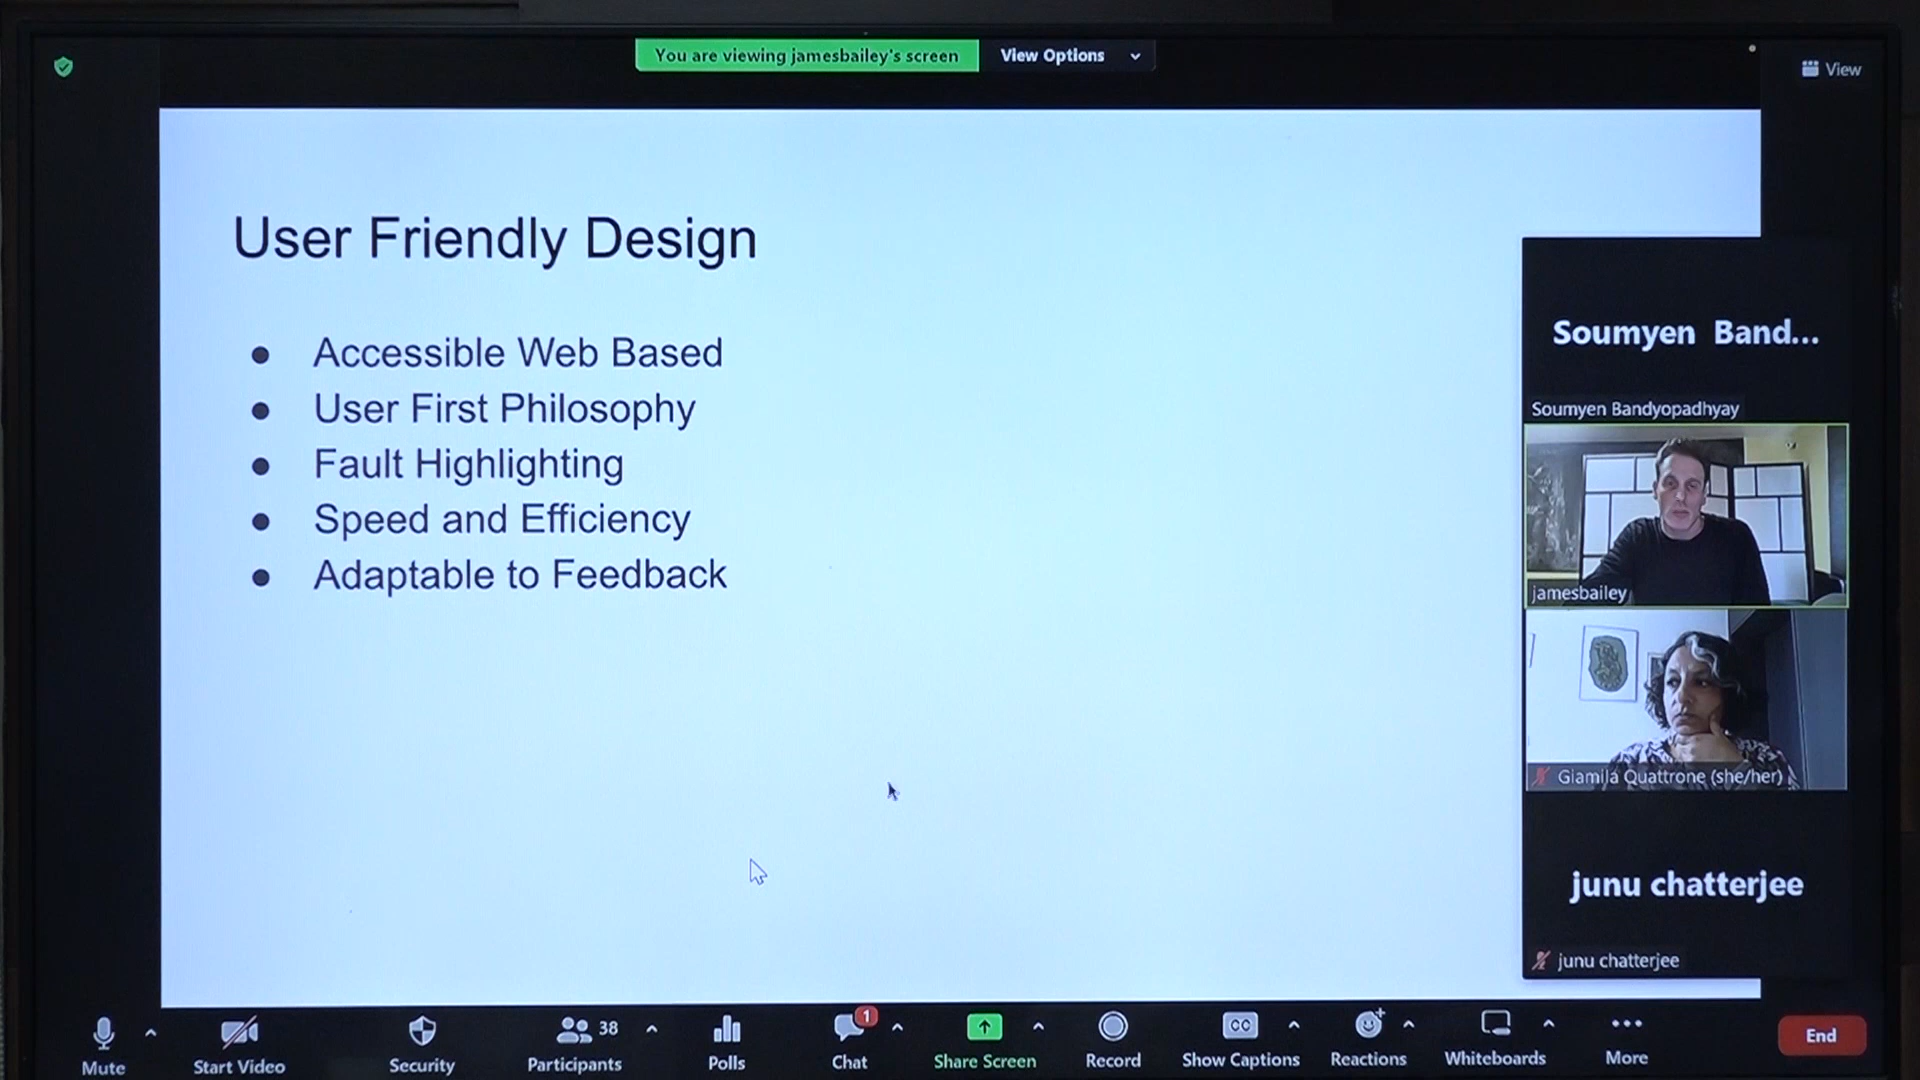 You are viewing jamesbailey's screen
View Options
View
User Friendly Design
● Accessible Web Based
● User First Philosophy
● Fault Highlighting
● Speed and Efficiency
● Adaptable to Feedback
Soumyen Band...
Soumyen Bandyopadhyay
jamesbailey
Giamila Quattrone (she/her)
junu chatterjee
junu chatterjee
Mute
Start Video
Security
38
Participants
Polls
1
Chat
Share Screen
Record
CC
Show Captions
Reactions
Whiteboards
More
End